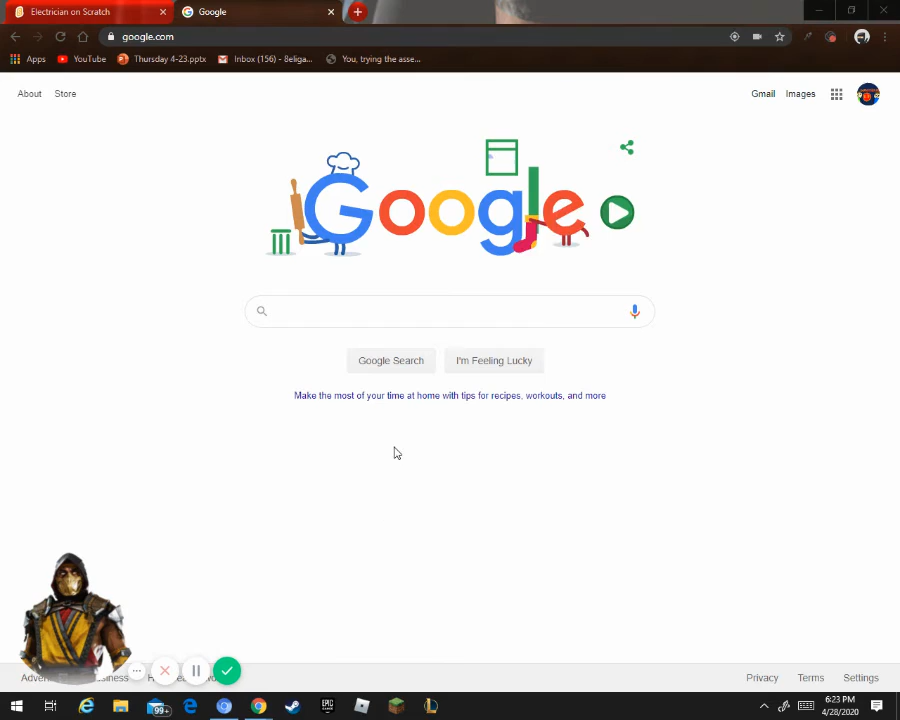 Electrician on Scratch
Google
google.com
Apps
YouTube
Thursday 4-23.pptx
Inbox (156) - 8eliga...
You, trying the asse...
About
Store
Gmail
Images
Google
Google Search
I'm Feeling Lucky
Make the most of your time at home with tips for recipes, workouts, and more
Privacy
Terms
Settings
99+
EPIC
6:23 PM
4/28/2020